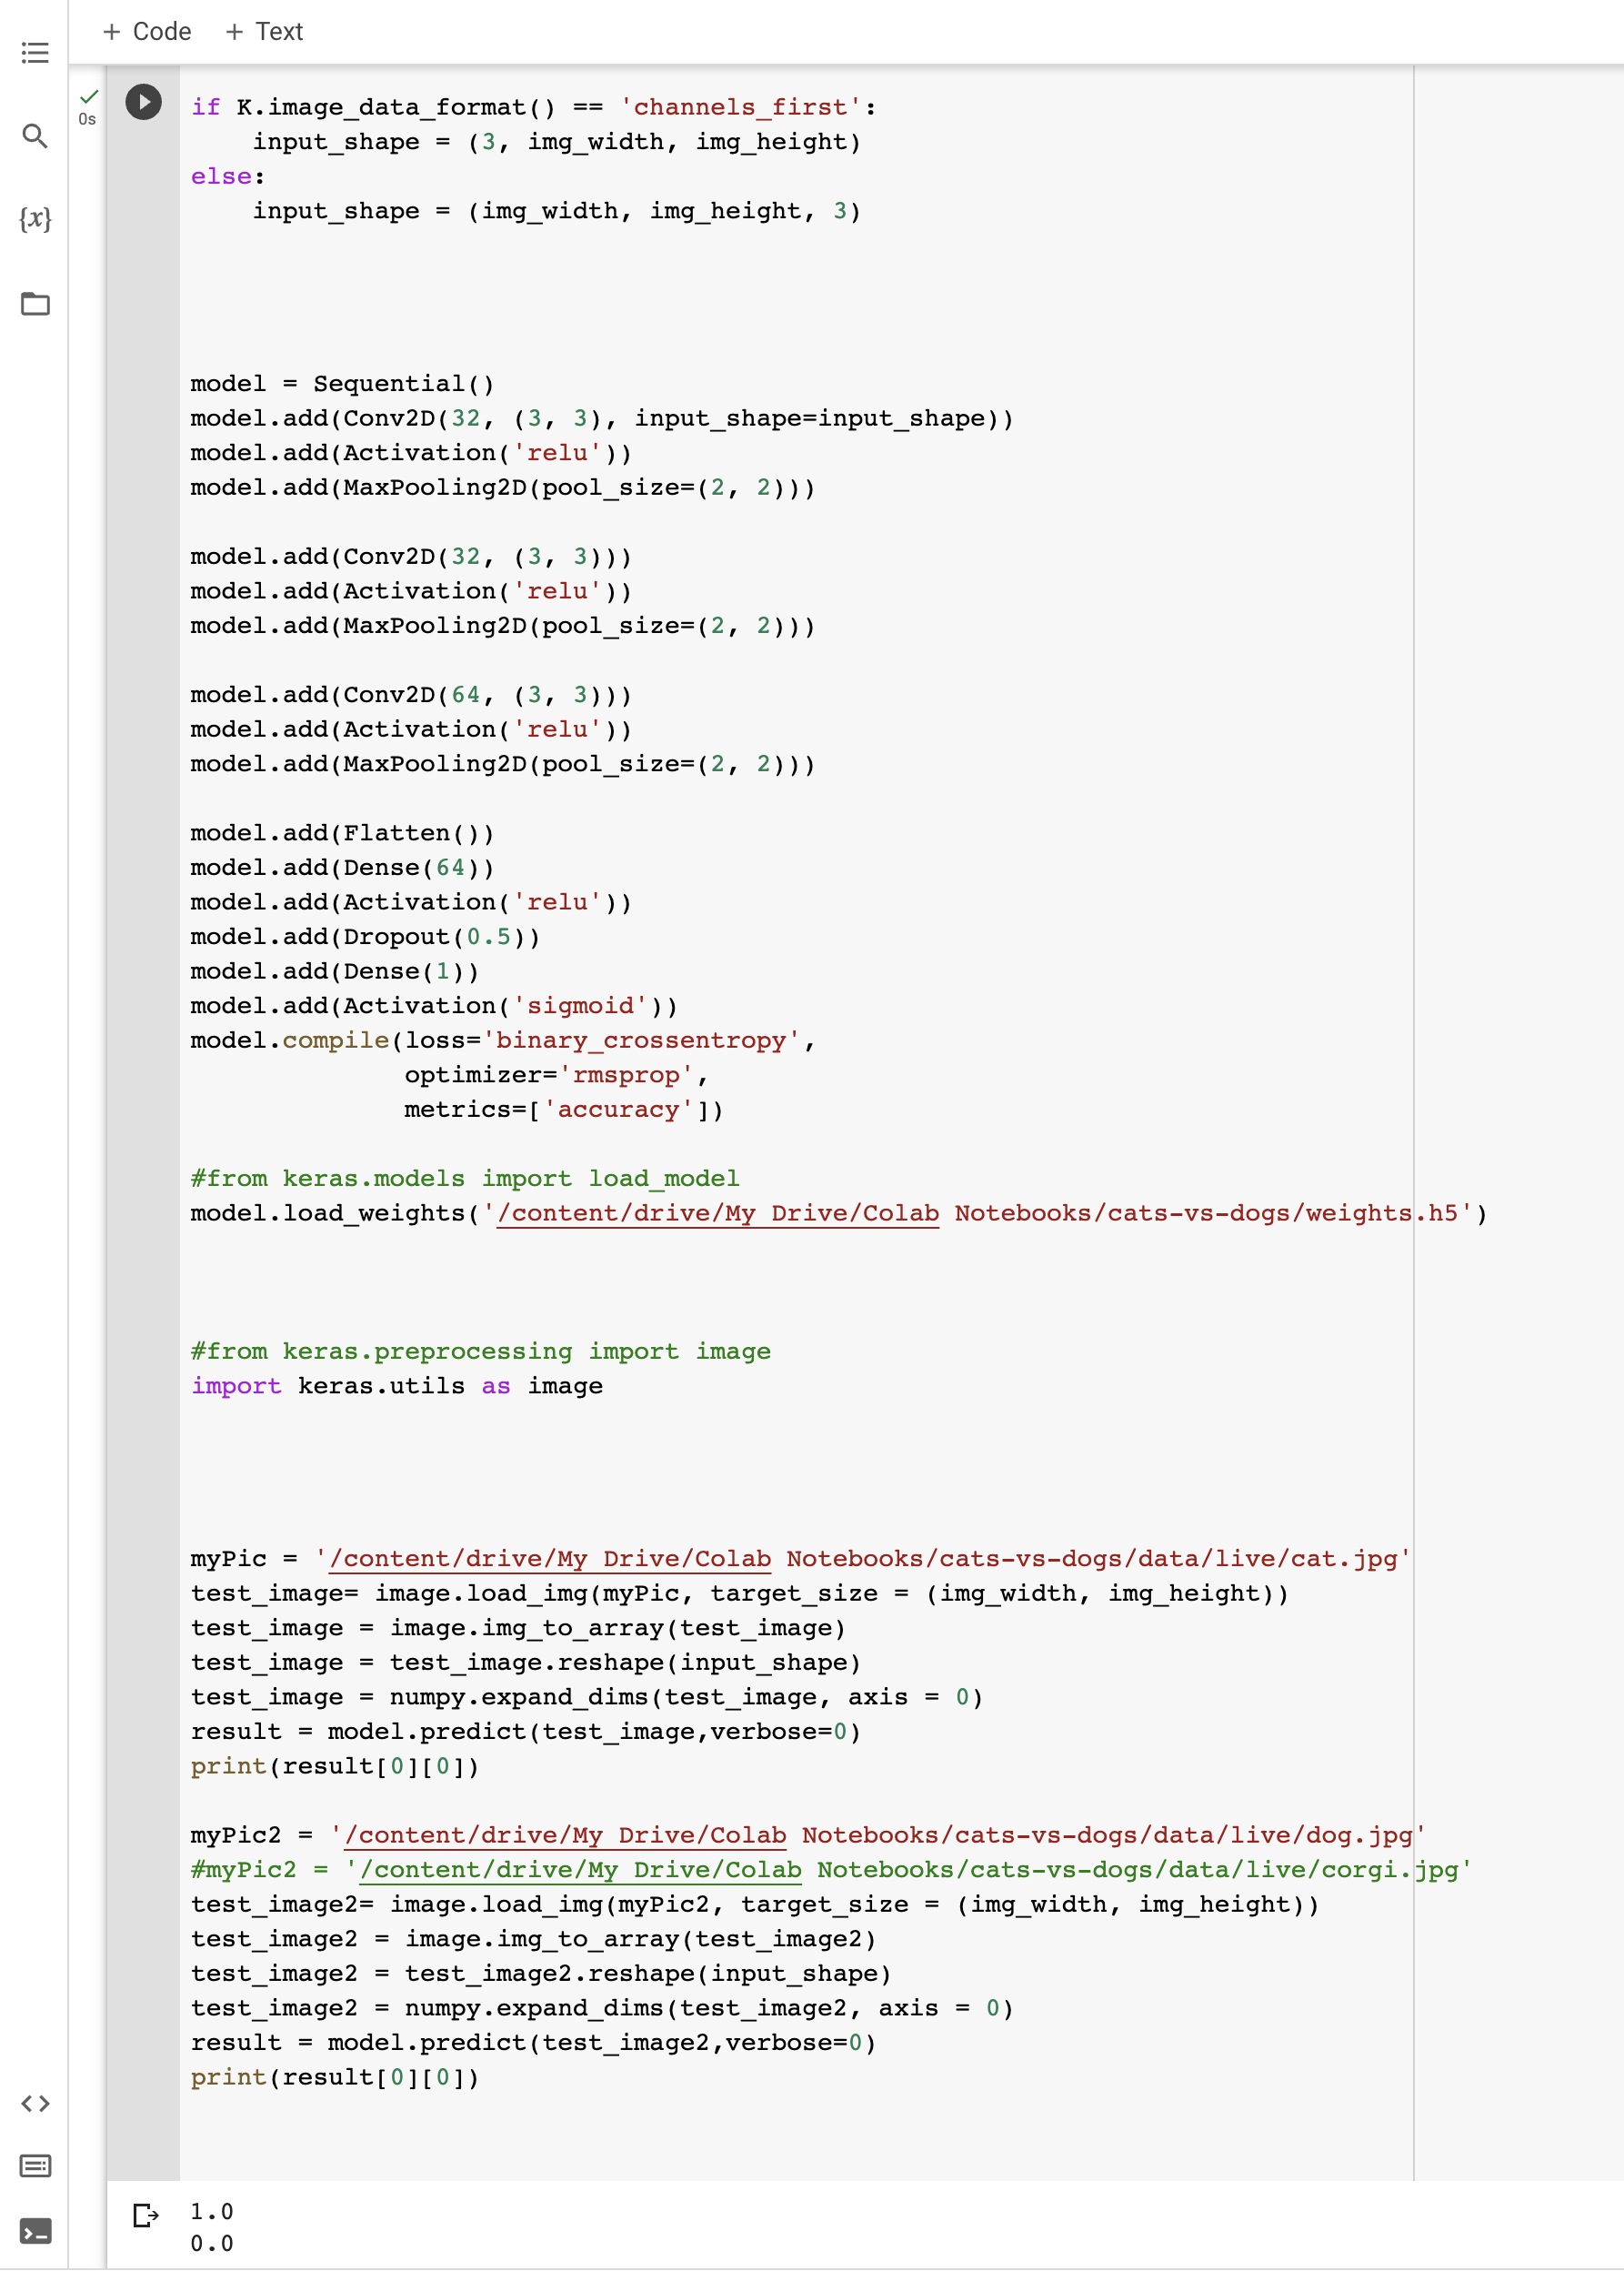 + Code + Text
0s
{x}
if K.image_data_format() == 'channels_first':
    input_shape = (3, img_width, img_height)
else:
    input_shape = (img_width, img_height, 3)
model = Sequential()
model.add(Conv2D(32, (3, 3), input_shape=input_shape))
model.add(Activation('relu'))
model.add(MaxPooling2D(pool_size=(2, 2)))
model.add(Conv2D(32, (3, 3)))
model.add(Activation('relu'))
model.add(MaxPooling2D(pool_size=(2, 2)))
model.add(Conv2D(64, (3, 3)))
model.add(Activation('relu'))
model.add(MaxPooling2D(pool_size=(2, 2)))
model.add(Flatten())
model.add(Dense(64))
model.add(Activation('relu'))
model.add(Dropout(0.5))
model.add(Dense(1))
model.add(Activation('sigmoid'))
model.compile(loss='binary_crossentropy',
              optimizer='rmsprop',
              metrics=['accuracy'])
#from keras.models import load_model
model.load_weights('/content/drive/My Drive/Colab Notebooks/cats-vs-dogs/weights.h5')
#from keras.preprocessing import image
import keras.utils as image
myPic = '/content/drive/My Drive/Colab Notebooks/cats-vs-dogs/data/live/cat.jpg'
test_image= image.load_img(myPic, target_size = (img_width, img_height))
test_image = image.img_to_array(test_image)
test_image = test_image.reshape(input_shape)
test_image = numpy.expand_dims(test_image, axis = 0)
result = model.predict(test_image,verbose=0)
print(result[0][0])
myPic2 = '/content/drive/My Drive/Colab Notebooks/cats-vs-dogs/data/live/dog.jpg'
#myPic2 = '/content/drive/My Drive/Colab Notebooks/cats-vs-dogs/data/live/corgi.jpg'
test_image2= image.load_img(myPic2, target_size = (img_width, img_height))
test_image2 = image.img_to_array(test_image2)
test_image2 = test_image2.reshape(input_shape)
test_image2 = numpy.expand_dims(test_image2, axis = 0)
result = model.predict(test_image2,verbose=0)
print(result[0][0])
1.0
0.0